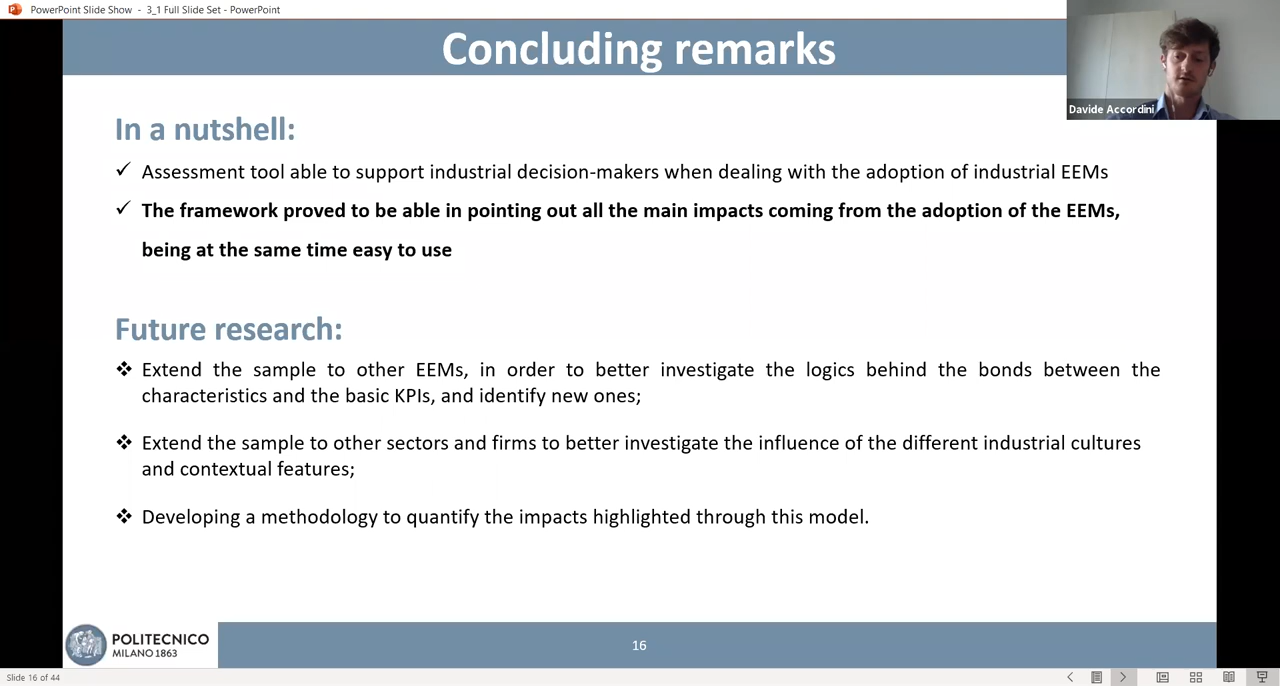 PowerPoint Slide Show - 3_1 Full Slide Set - PowerPoint
Concluding remarks
Davide Accordini
In a nutshell:
✓ Assessment tool able to support industrial decision-makers when dealing with the adoption of industrial EEMs
✓ The framework proved to be able in pointing out all the main impacts coming from the adoption of the EEMs,
being at the same time easy to use
Future research:
❖ Extend the sample to other EEMs, in order to better investigate the logics behind the bonds between the
characteristics and the basic KPIs, and identify new ones;
❖ Extend the sample to other sectors and firms to better investigate the influence of the different industrial cultures
and contextual features;
❖ Developing a methodology to quantify the impacts highlighted through this model.
POLITECNICO
MILANO 1863
16
Slide 16 of 44